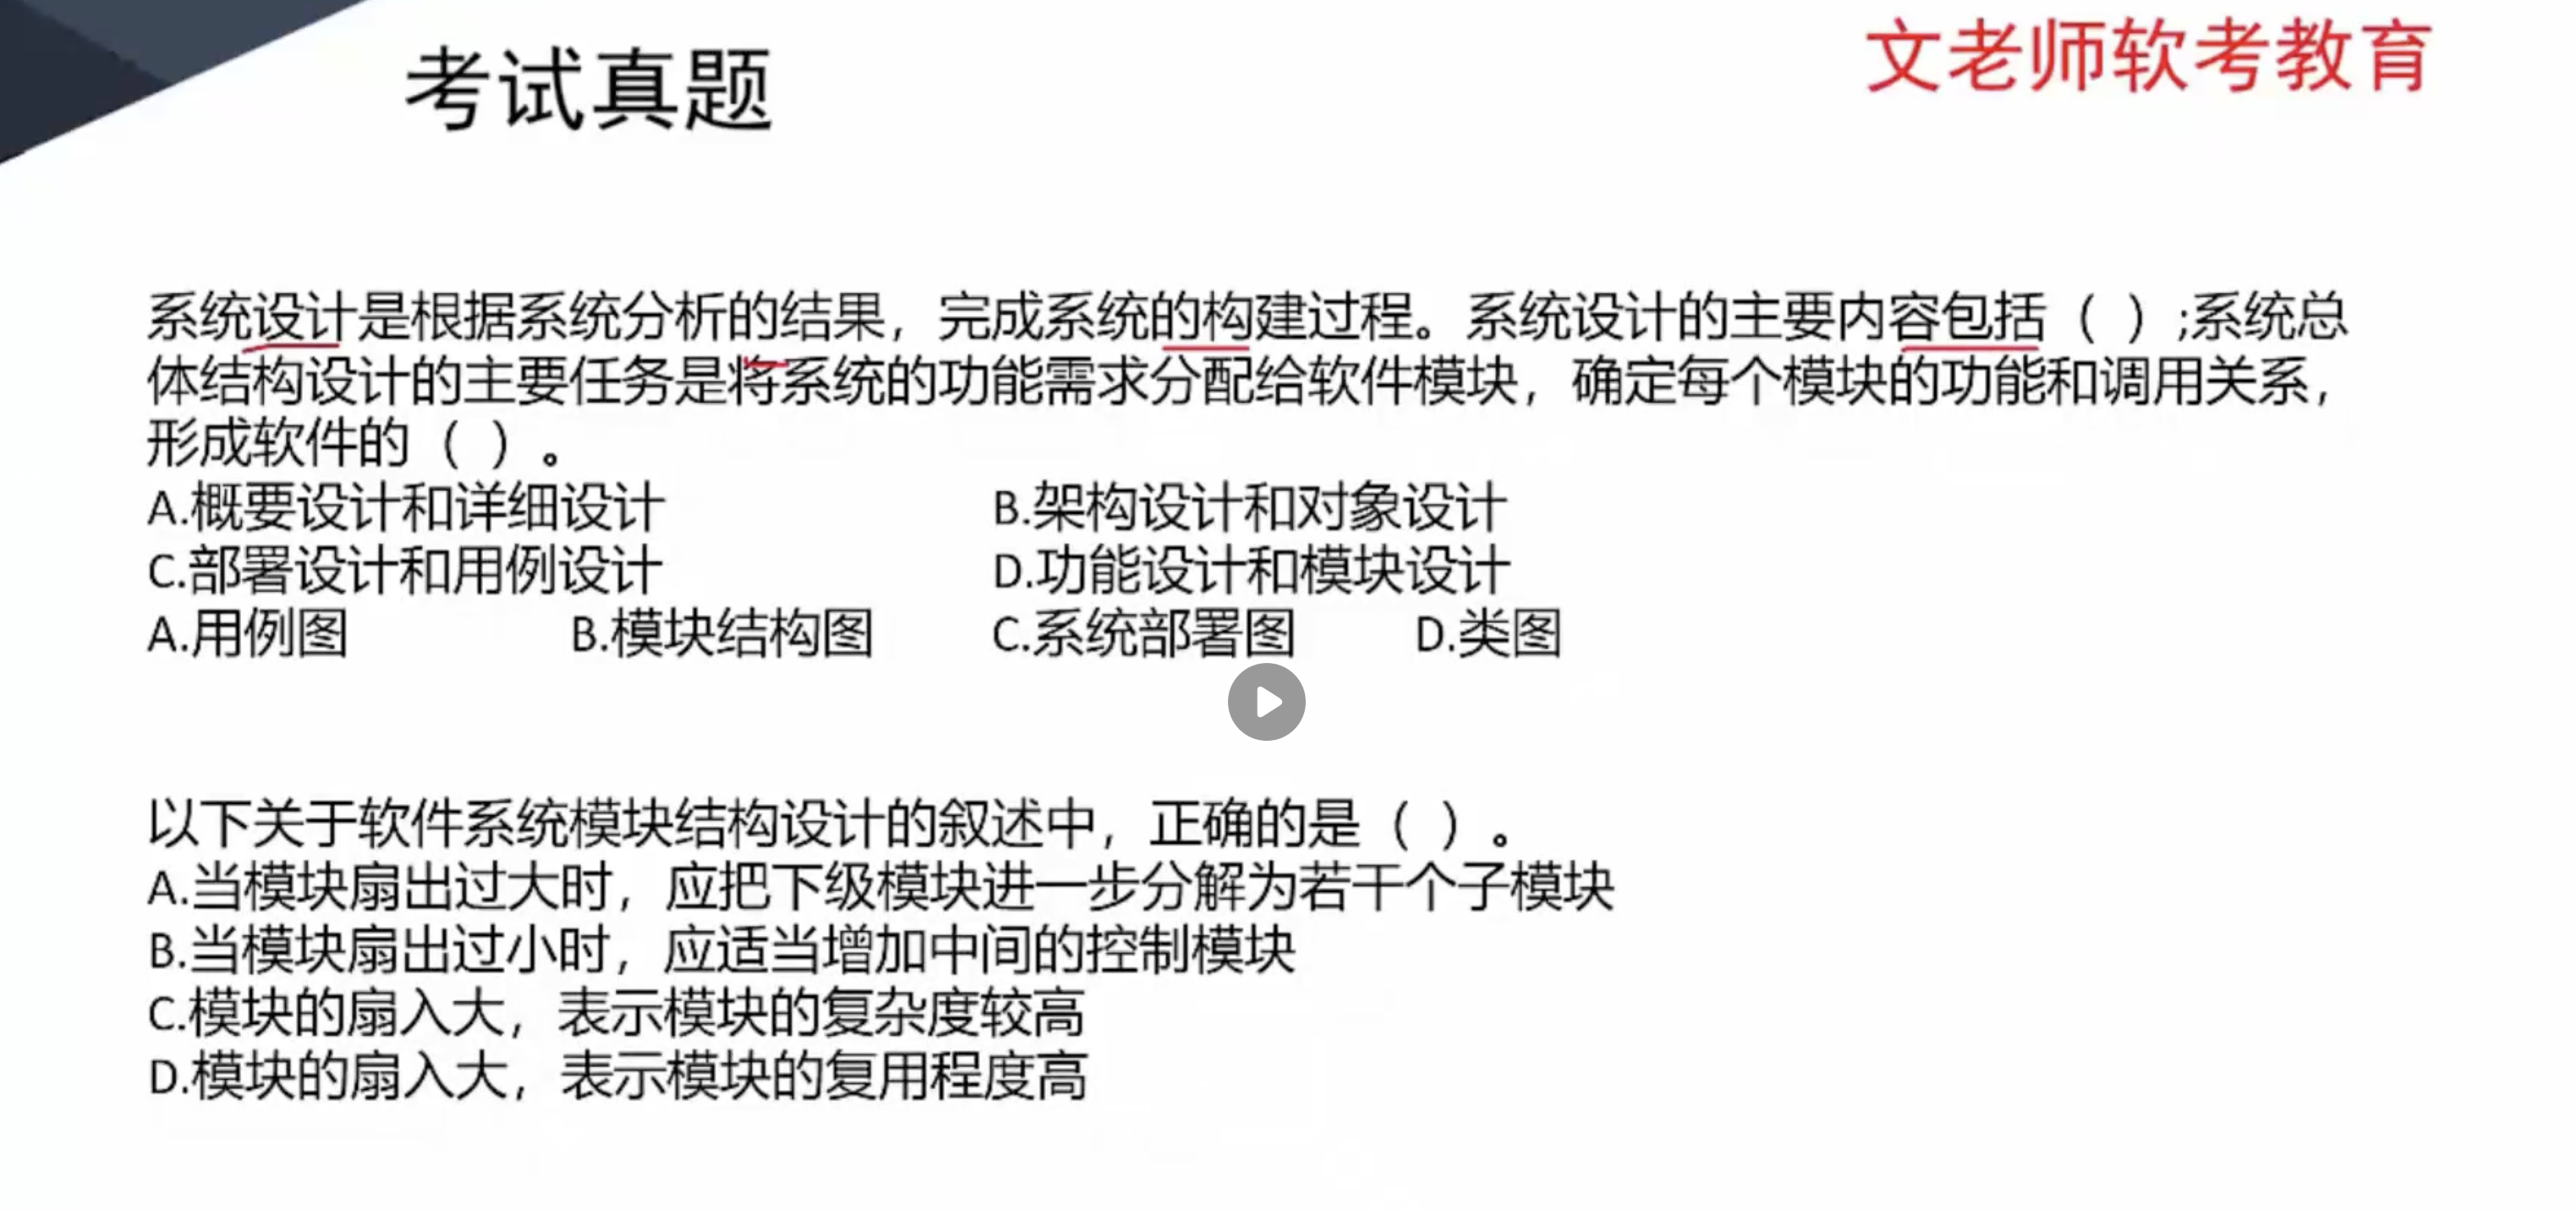 考试真题
文老师软考教育
系统设计是根据系统分析的结果，完成系统的构建过程。系统设计的主要内容包括（ ）;系统总
体结构设计的主要任务是将系统的功能需求分配给软件模块，确定每个模块的功能和调用关系，
形成软件的（ ）。
A.概要设计和详细设计 B.架构设计和对象设计
C.部署设计和用例设计 D.功能设计和模块设计
A.用例图 B.模块结构图 C.系统部署图 D.类图
以下关于软件系统模块结构设计的叙述中，正确的是（ ）。
A.当模块扇出过大时，应把下级模块进一步分解为若干个子模块
B.当模块扇出过小时，应适当增加中间的控制模块
C.模块的扇入大，表示模块的复杂度较高
D.模块的扇入大，表示模块的复用程度高